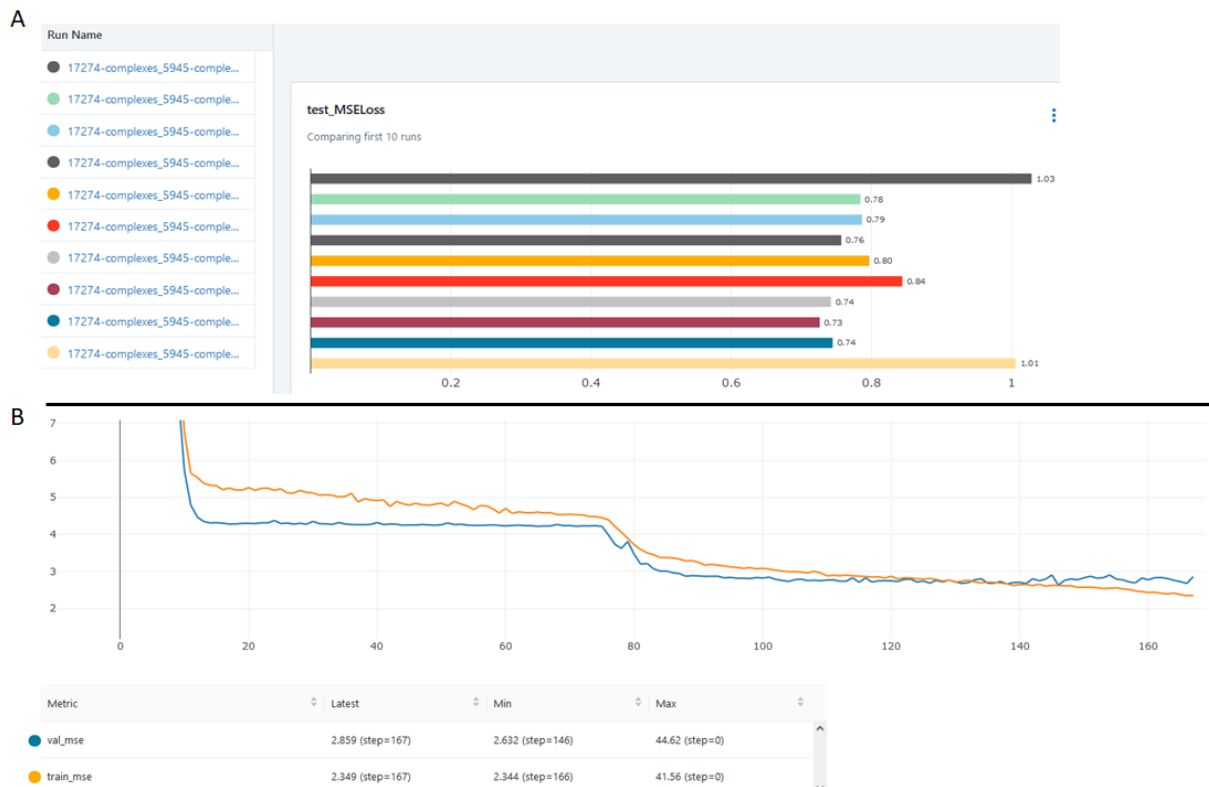 A
Run Name
17274-complexes_5945-comple...
17274-complexes_5945-comple...
17274-complexes_5945-comple...
17274-complexes_5945-comple...
17274-complexes_5945-comple...
17274-complexes_5945-comple...
17274-complexes_5945-comple...
17274-complexes_5945-comple...
17274-complexes_5945-comple...
17274-complexes_5945-comple...
test_MSELoss
Comparing first 10 runs
1.03
0.78
0.79
0.76
0.80
0.84
0.74
0.73
0.74
1.01
0.2 0.4 0.6 0.8 1
B
7
6
5
4
3
2
0 20 40 60 80 100 120 140 160
Metric Latest Min Max
val_mse 2.859 (step=167) 2.632 (step=146) 44.62 (step=0)
train_mse 2.349 (step=167) 2.344 (step=166) 41.56 (step=0)